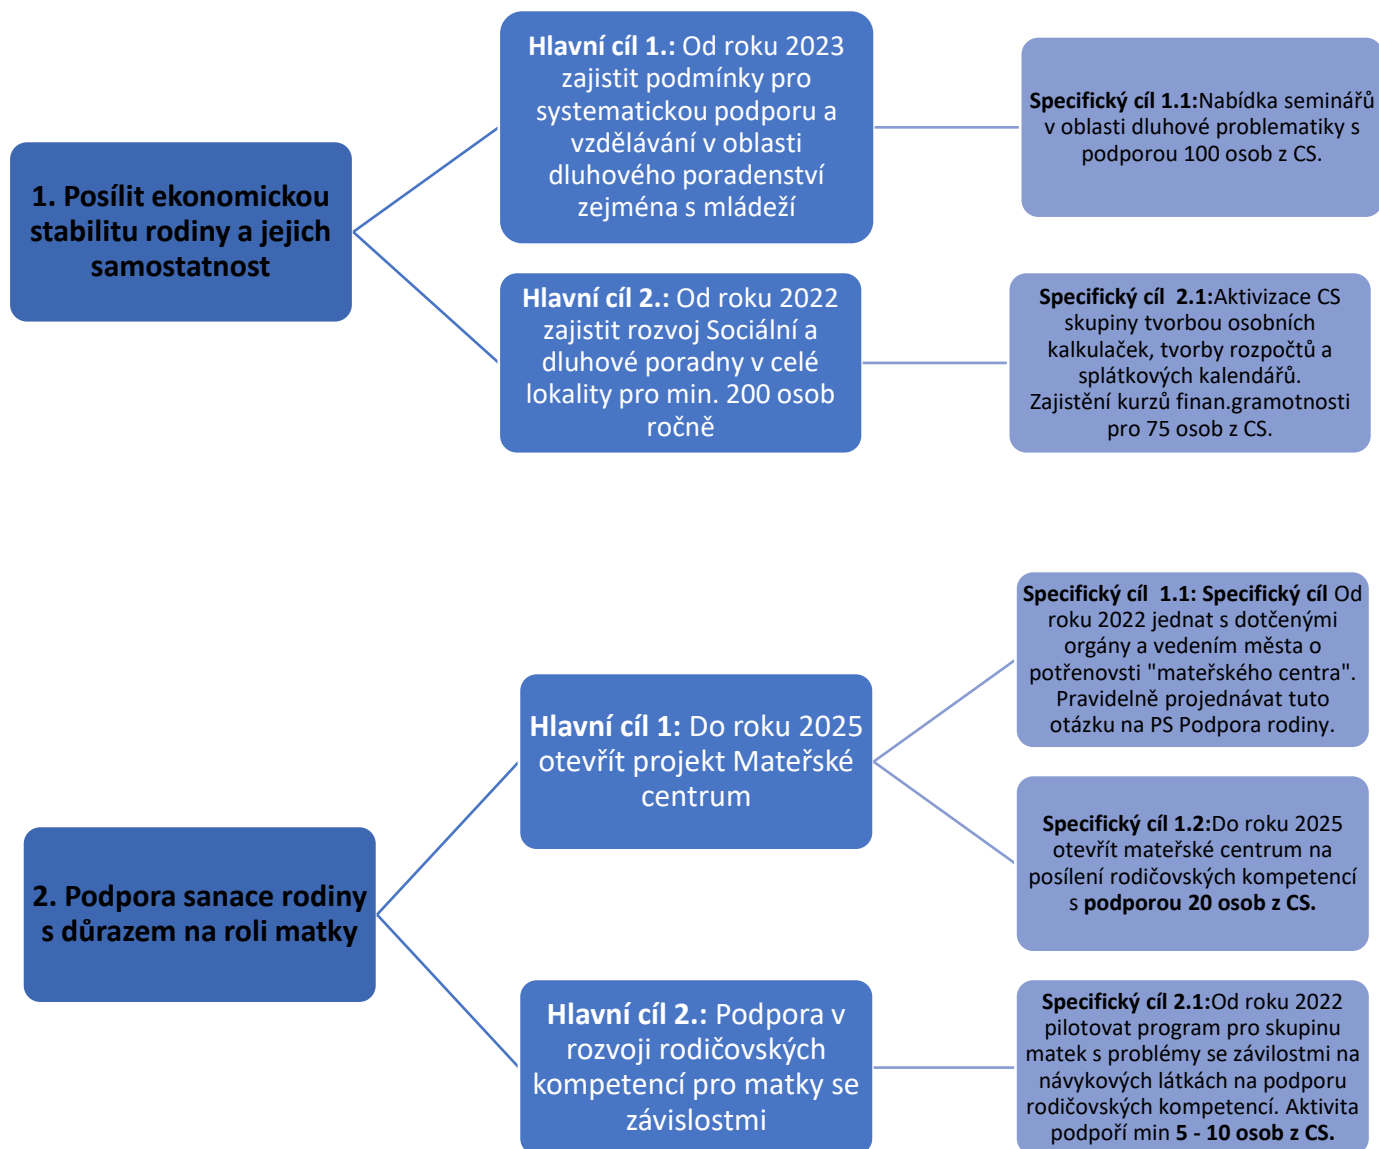 1. Posílit ekonomickou
stabilitu rodiny a jejich
samostatnost
Hlavní cíl 1.: Od roku 2023
zajistit podmínky pro
systematickou podporu a
vzdělávání v oblasti
dluhového poradenství
zejména s mládeží
Specifický cíl 1.1:Nabídka seminářů
v oblasti dluhové problematiky s
podporou 100 osob z CS.
Hlavní cíl 2.: Od roku 2022
zajistit rozvoj Sociální a
dluhové poradny v celé
lokality pro min. 200 osob
ročně
Specifický cíl  2.1:Aktivizace CS
skupiny tvorbou osobních
kalkulaček, tvorby rozpočtů a
splátkových kalendářů.
Zajistění kurzů finan.gramotnosti
pro 75 osob z CS.
2. Podpora sanace rodiny
s důrazem na roli matky
Hlavní cíl 1: Do roku 2025
otevřít projekt Mateřské
centrum
Specifický cíl  1.1: Specifický cíl Od
roku 2022 jednat s dotčenými
orgány a vedením města o
potřenovsti "mateřského centra".
Pravidelně projednávat tuto
otázku na PS Podpora rodiny.
Specifický cíl 1.2:Do roku 2025
otevřít mateřské centrum na
posílení rodičovských kompetencí
s podporou 20 osob z CS.
Hlavní cíl 2.: Podpora v
rozvoji rodičovských
kompetencí pro matky se
závislostmi
Specifický cíl 2.1:Od roku 2022
pilotovat program pro skupinu
matek s problémy se závilostmi na
návykových látkách na podporu
rodičovských kompetencí. Aktivita
podpoří min 5 - 10 osob z CS.